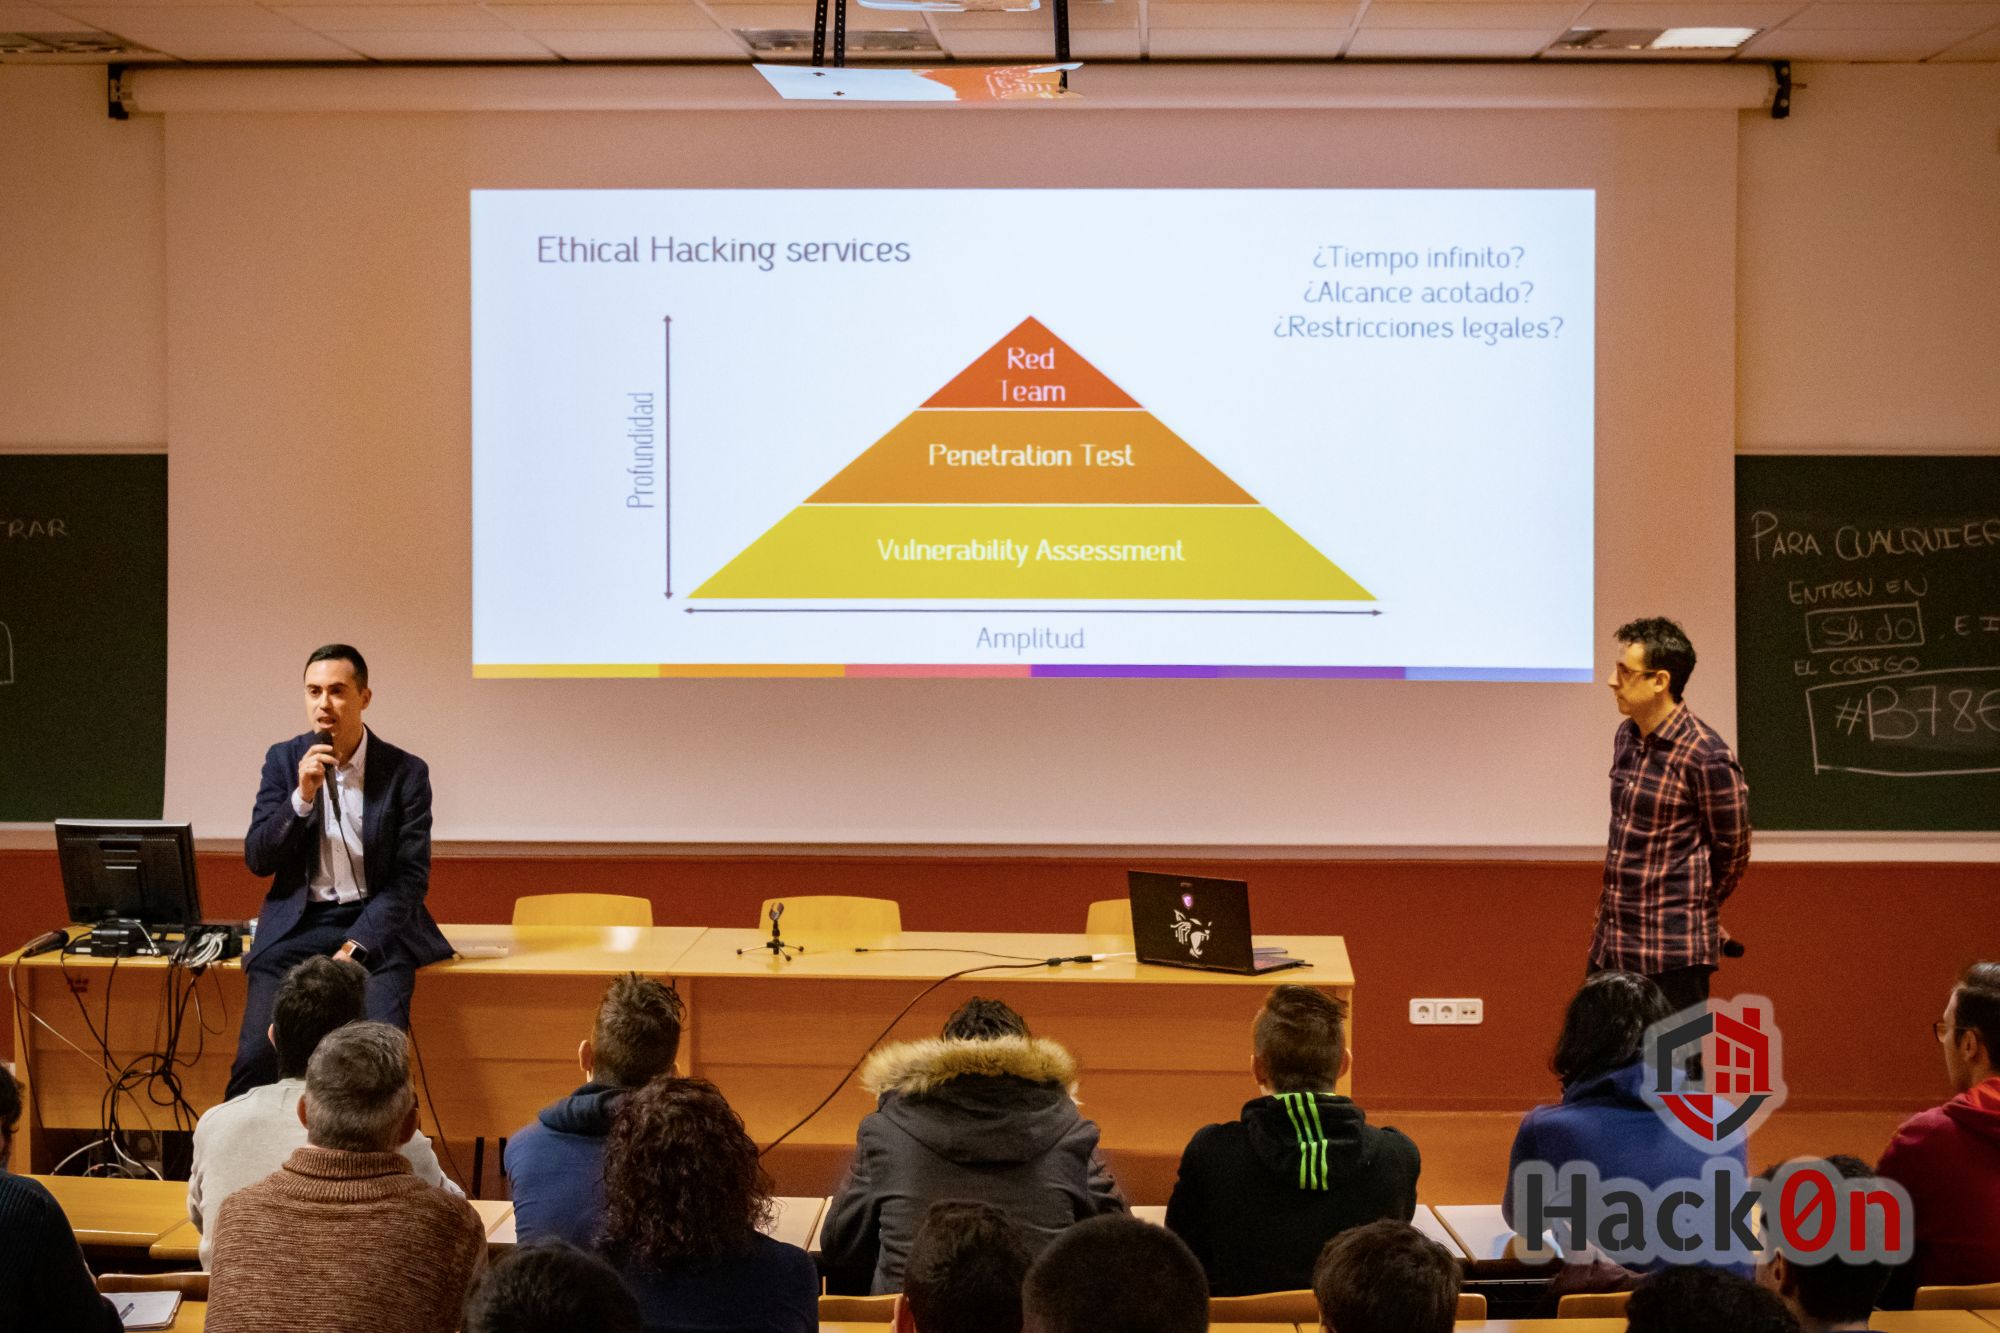 Ethical Hacking services
¿Tiempo infinito?
¿Alcance acotado?
¿Restricciones legales?
Profundidad
Red
Team
Penetration Test
Vulnerability Assessment
Amplitud
TRAR
PARA CUALQUIER
ENTREN EN
Sli do, E I
EL CÓDIGO
#B78
Hack0n